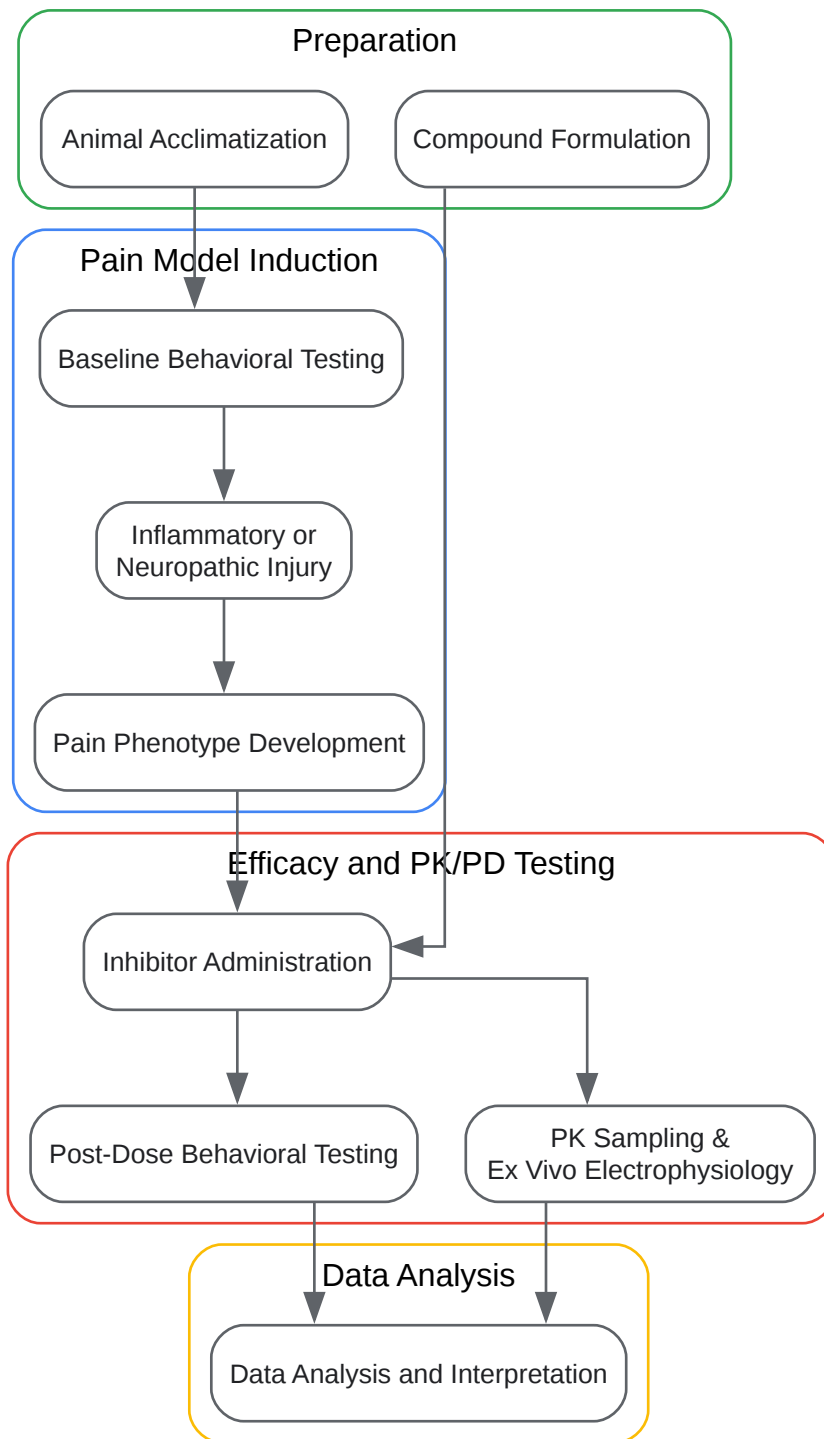 Preparation
Animal Acclimatization
Compound Formulation
Pain Model Induction
Baseline Behavioral Testing
Inflammatory or
Neuropathic Injury
Pain Phenotype Development
Efficacy and PK/PD Testing
Inhibitor Administration
Post-Dose Behavioral Testing
PK Sampling &
Ex Vivo Electrophysiology
Data Analysis
Data Analysis and Interpretation